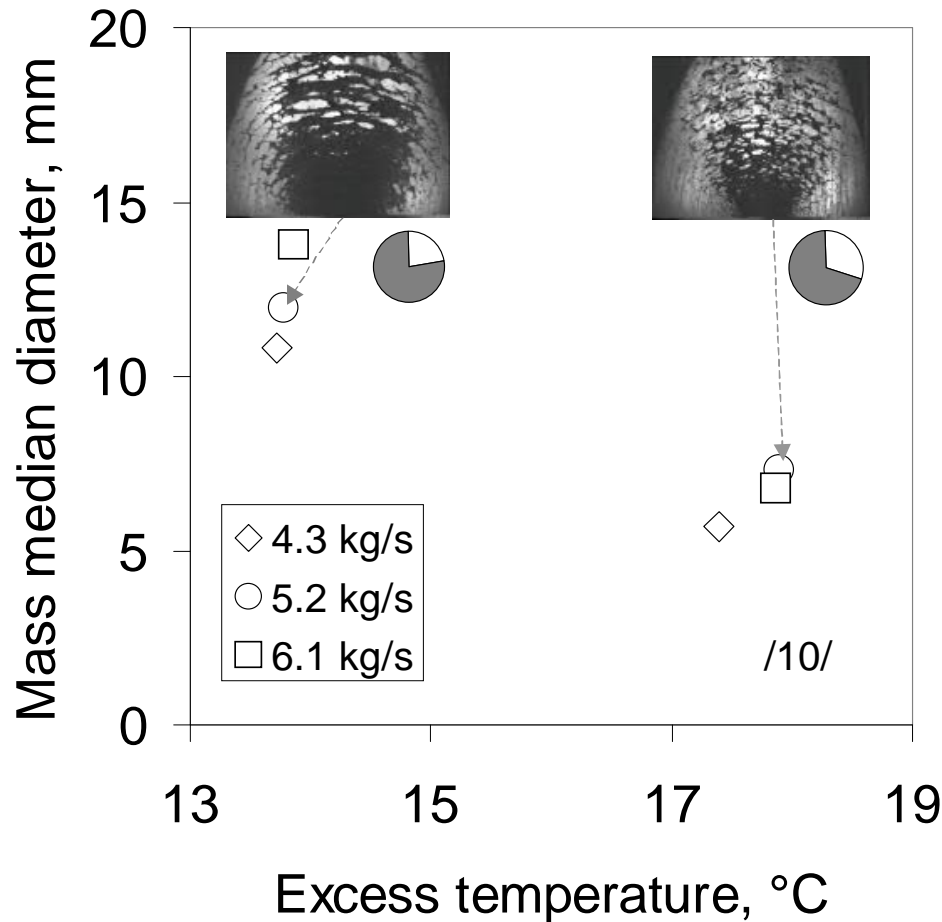 Mass median diameter, mm
20
15
10
5
0
4.3 kg/s
5.2 kg/s
6.1 kg/s
/10/
13
15
17
19
Excess temperature, °C